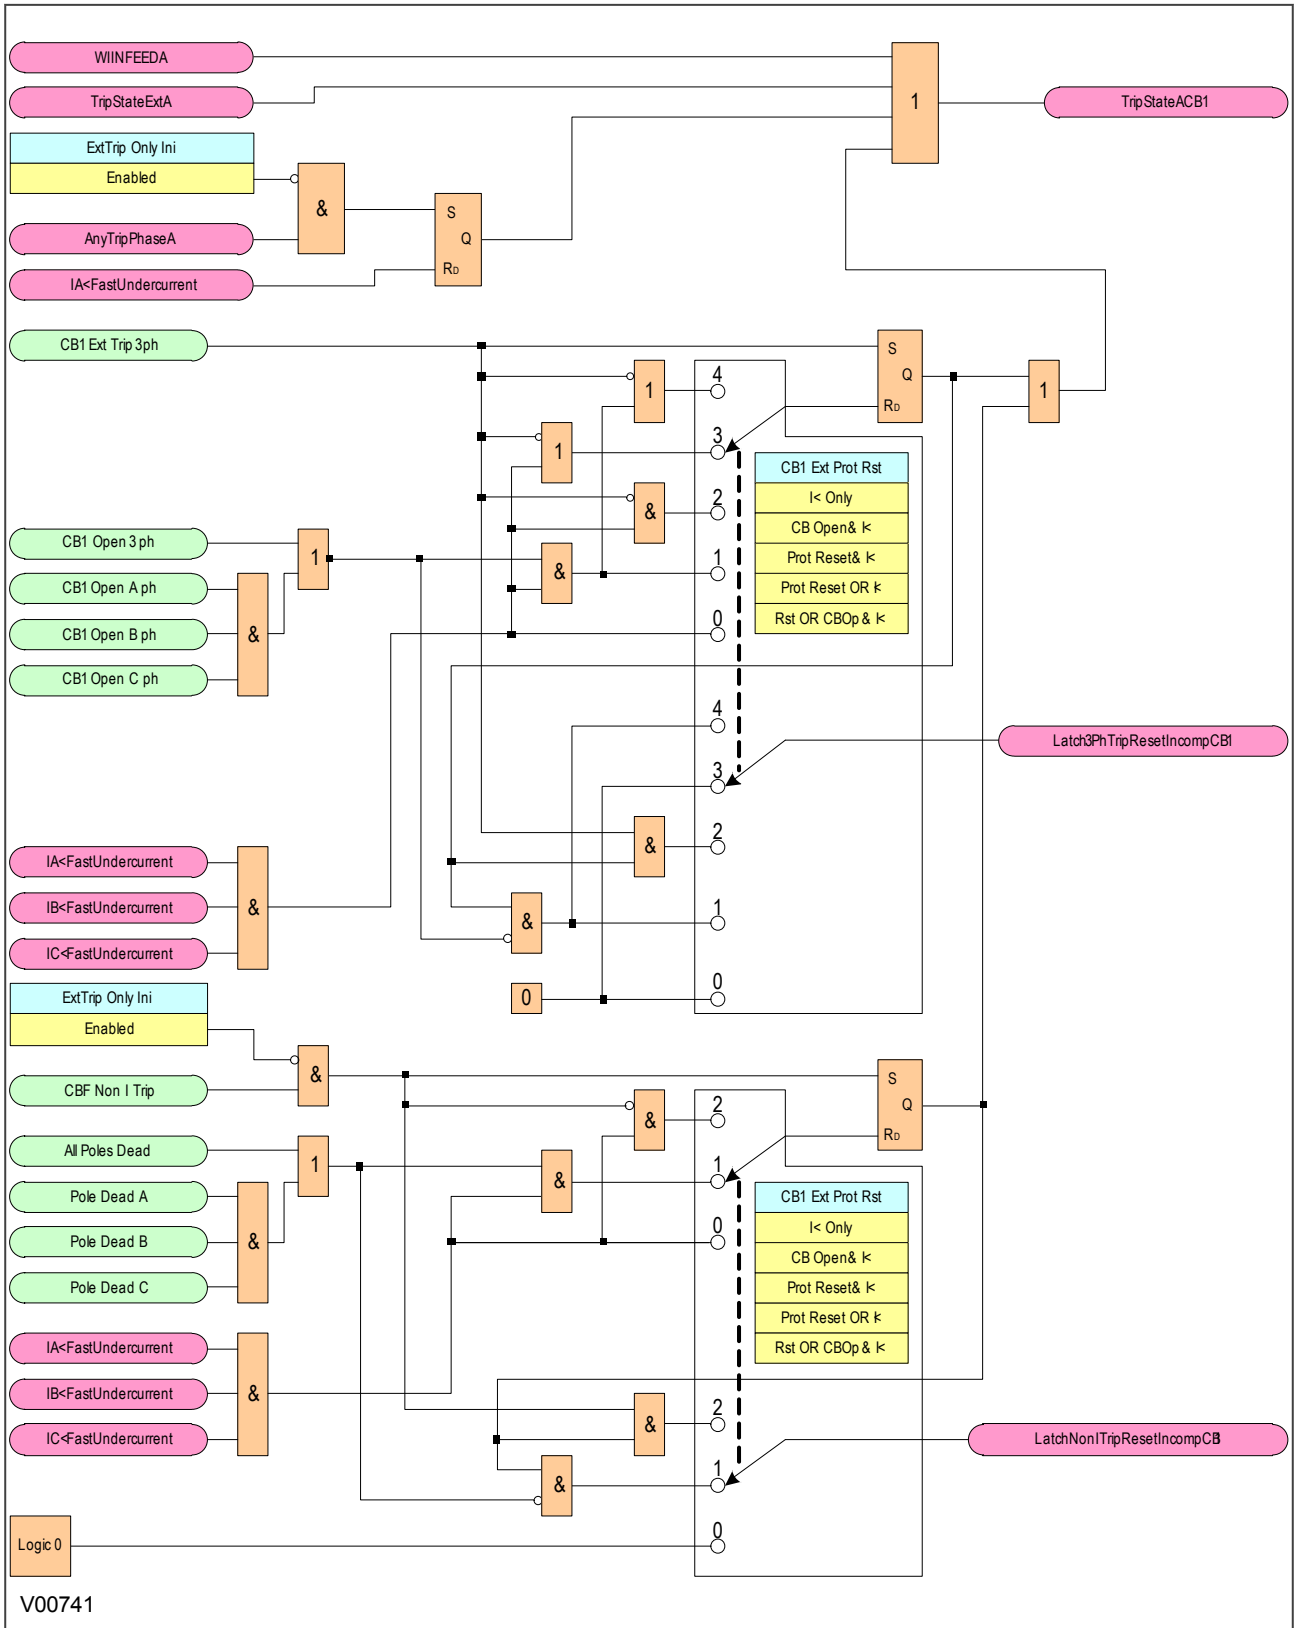 WIINFEEDA
TripStateExtA
1
TripStateACB1
ExtTrip Only Ini
Enabled
&
S
Q
RD
AnyTripPhaseA
IA<FastUndercurrent
CB1 Ext Trip 3ph
S
Q
RD
1
4
1
1
3
CB1 Ext Prot Rst
I< Only
CB Open & I<
Prot Reset & I<
Prot Reset OR I<
Rst OR CBOp & I<
&
2
CB1 Open 3 ph
1
&
1
CB1 Open A ph
CB1 Open B ph
&
0
CB1 Open C ph
4
Latch3PhTripResetIncompCB1
3
&
2
IA<FastUndercurrent
IB<FastUndercurrent
&
IC<FastUndercurrent
&
1
0
0
ExtTrip Only Ini
Enabled
&
CBF Non I Trip
S
Q
RD
&
2
All Poles Dead
1
&
1
Pole Dead A
Pole Dead B
&
0
Pole Dead C
CB1 Ext Prot Rst
I< Only
CB Open & I<
Prot Reset & I<
Prot Reset OR I<
Rst OR CBOp & I<
IA<FastUndercurrent
IB<FastUndercurrent
&
IC<FastUndercurrent
&
2
&
1
Logic 0
0
V00741